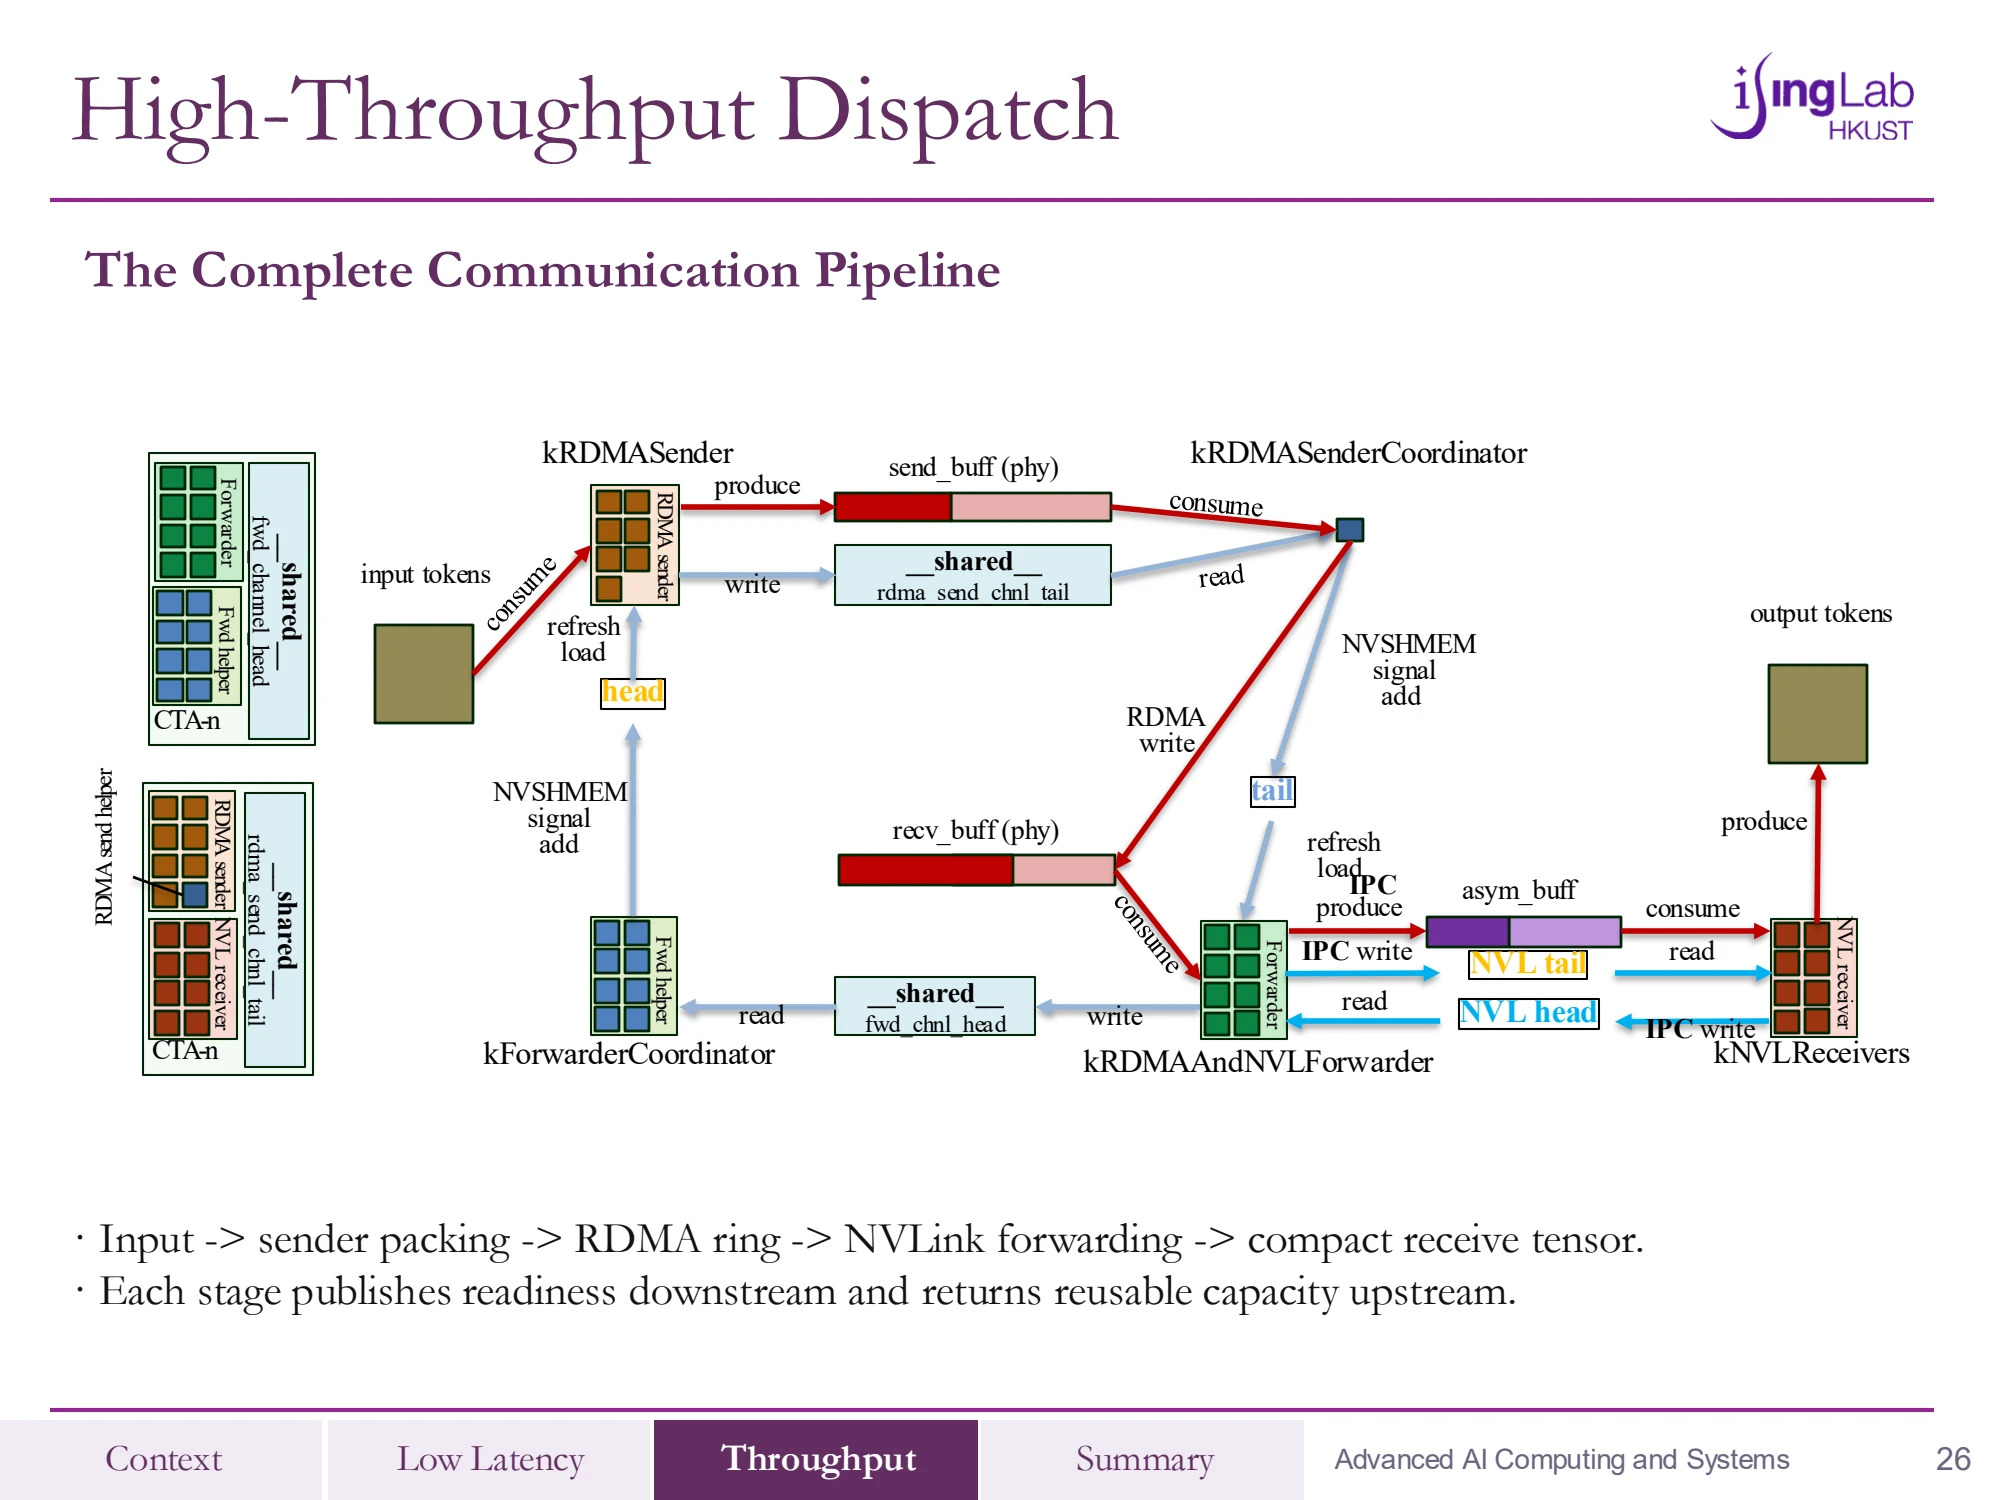 High-Throughput Dispatch
isingLab
HKUST
The Complete Communication Pipeline
kRDMASender
kRDMASenderCoordinator
send_buff (phy)
produce
consume
RDMA sender
__shared__
rdma_send_chnl_tail
write
read
input tokens
consume
refresh
load
head
NVSHMEM
signal
add
output tokens
RDMA
write
tail
NVSHMEM
signal
add
recv_buff (phy)
refresh
load
consume
IPC
produce
asym_buff
consume
produce
IPC write
NVL tail
read
read
NVL head
IPC write
Fwd helper
read
__shared__
fwd_chnl_head
write
Forwarder
NVL receiver
kForwarderCoordinator
kRDMAAndNVLForwarder
kNVLReceivers
Forwarder
Fwd helper
__shared__
fwd_channel_head
CTA-n
RDMA send helper
RDMA sender
NVL receiver
__shared__
rdma_send_chnl_tail
CTA-n
· Input -> sender packing -> RDMA ring -> NVLink forwarding -> compact receive tensor.
· Each stage publishes readiness downstream and returns reusable capacity upstream.
Context
Low Latency
Throughput
Summary
Advanced AI Computing and Systems
26